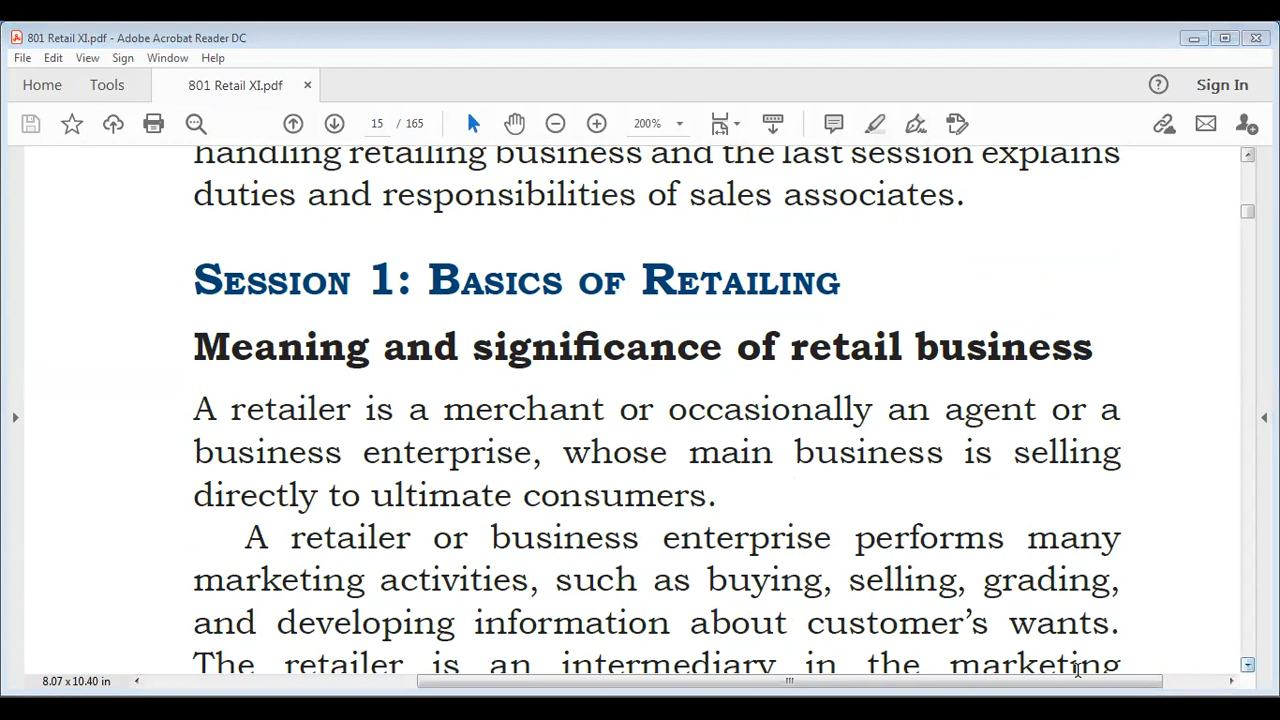 801 Retail XI.pdf - Adobe Acrobat Reader DC
File Edit View Sign Window Help
Home Tools 801 Retail XI.pdf × ? Sign In
15 / 165 200%
handling retailing business and the last session explains
duties and responsibilities of sales associates.
Session 1: Basics of Retailing
Meaning and significance of retail business
A retailer is a merchant or occasionally an agent or a
business enterprise, whose main business is selling
directly to ultimate consumers.
A retailer or business enterprise performs many
marketing activities, such as buying, selling, grading,
and developing information about customer's wants.
The retailer is an intermediary in the marketing
8.07 x 10.40 in